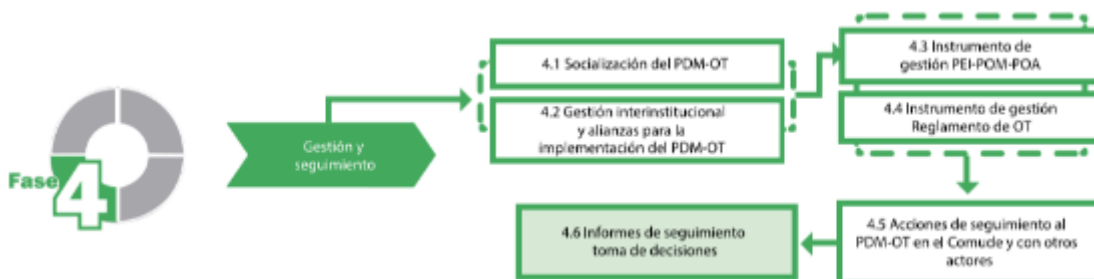 Fase 4
Gestión y
seguimiento
4.1 Socialización del PDM-OT
4.2 Gestión interinstitucional
y alianzas para la
implementación del PDM-OT
4.3 Instrumento de
gestión PEI-POM-POA
4.4 Instrumento de gestión
Reglamento de OT
4.5 Acciones de seguimiento al
PDM-OT en el Comude y con otros
actores
4.6 Informes de seguimiento
toma de decisiones